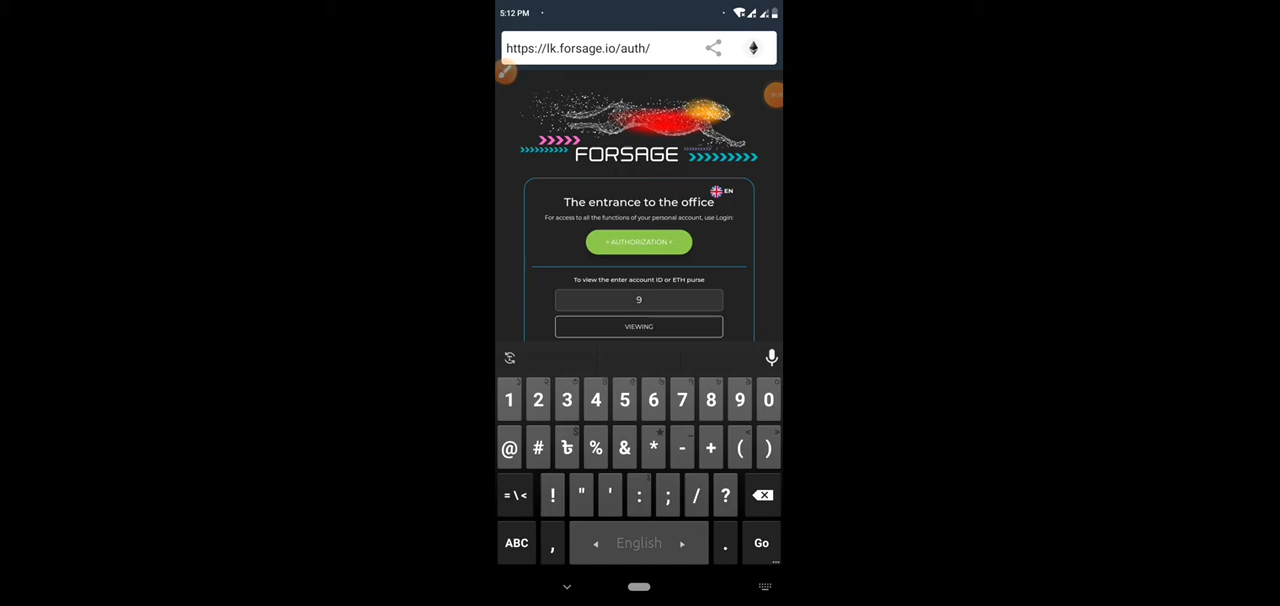 5:12 PM
https://lk.forsage.io/auth/
FORSAGE
EN
The entrance to the office
For access to all the functions of your personal account, use Login:
» AUTHORIZATION «
To view the enter account ID or ETH purse
9
VIEWING
1 2 3 4 5 6 7 8 9 0
@ # ৳ % & * - + ( )
= \ < ! " ' : ; / ?
ABC , English . Go